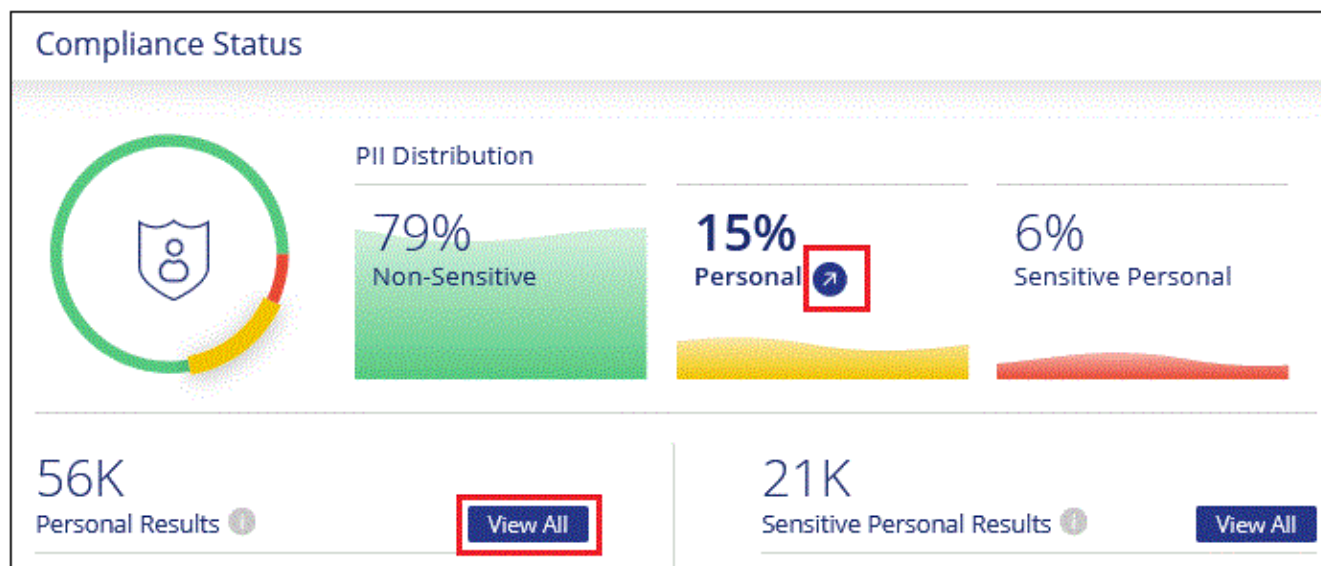 Compliance Status
PII Distribution
79%
Non-Sensitive
15%
Personal
6%
Sensitive Personal
56K
Personal Results
View All
21K
Sensitive Personal Results
View All